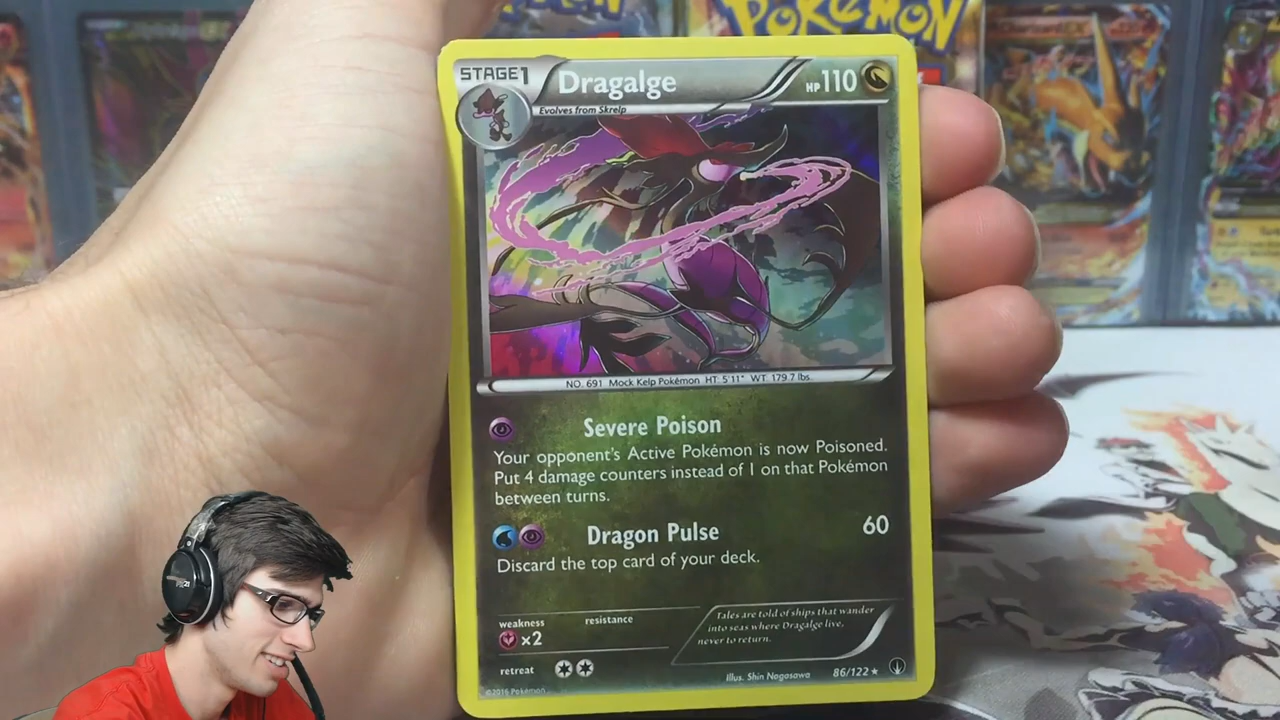 POKéMON
STAGE1
Dragalge
HP110
Evolves from Skrelp
NO. 691 Mock Kelp Pokémon HT: 5'11" WT: 179.7 lbs.
Severe Poison
Your opponent's Active Pokémon is now Poisoned.
Put 4 damage counters instead of 1 on that Pokémon
between turns.
Dragon Pulse 60
Discard the top card of your deck.
weakness
×2
resistance
retreat
Tales are told of ships that wander
into seas where Dragalge live,
never to return.
Illus. Shin Nagasawa
86/122 ★
©2016 Pokémon